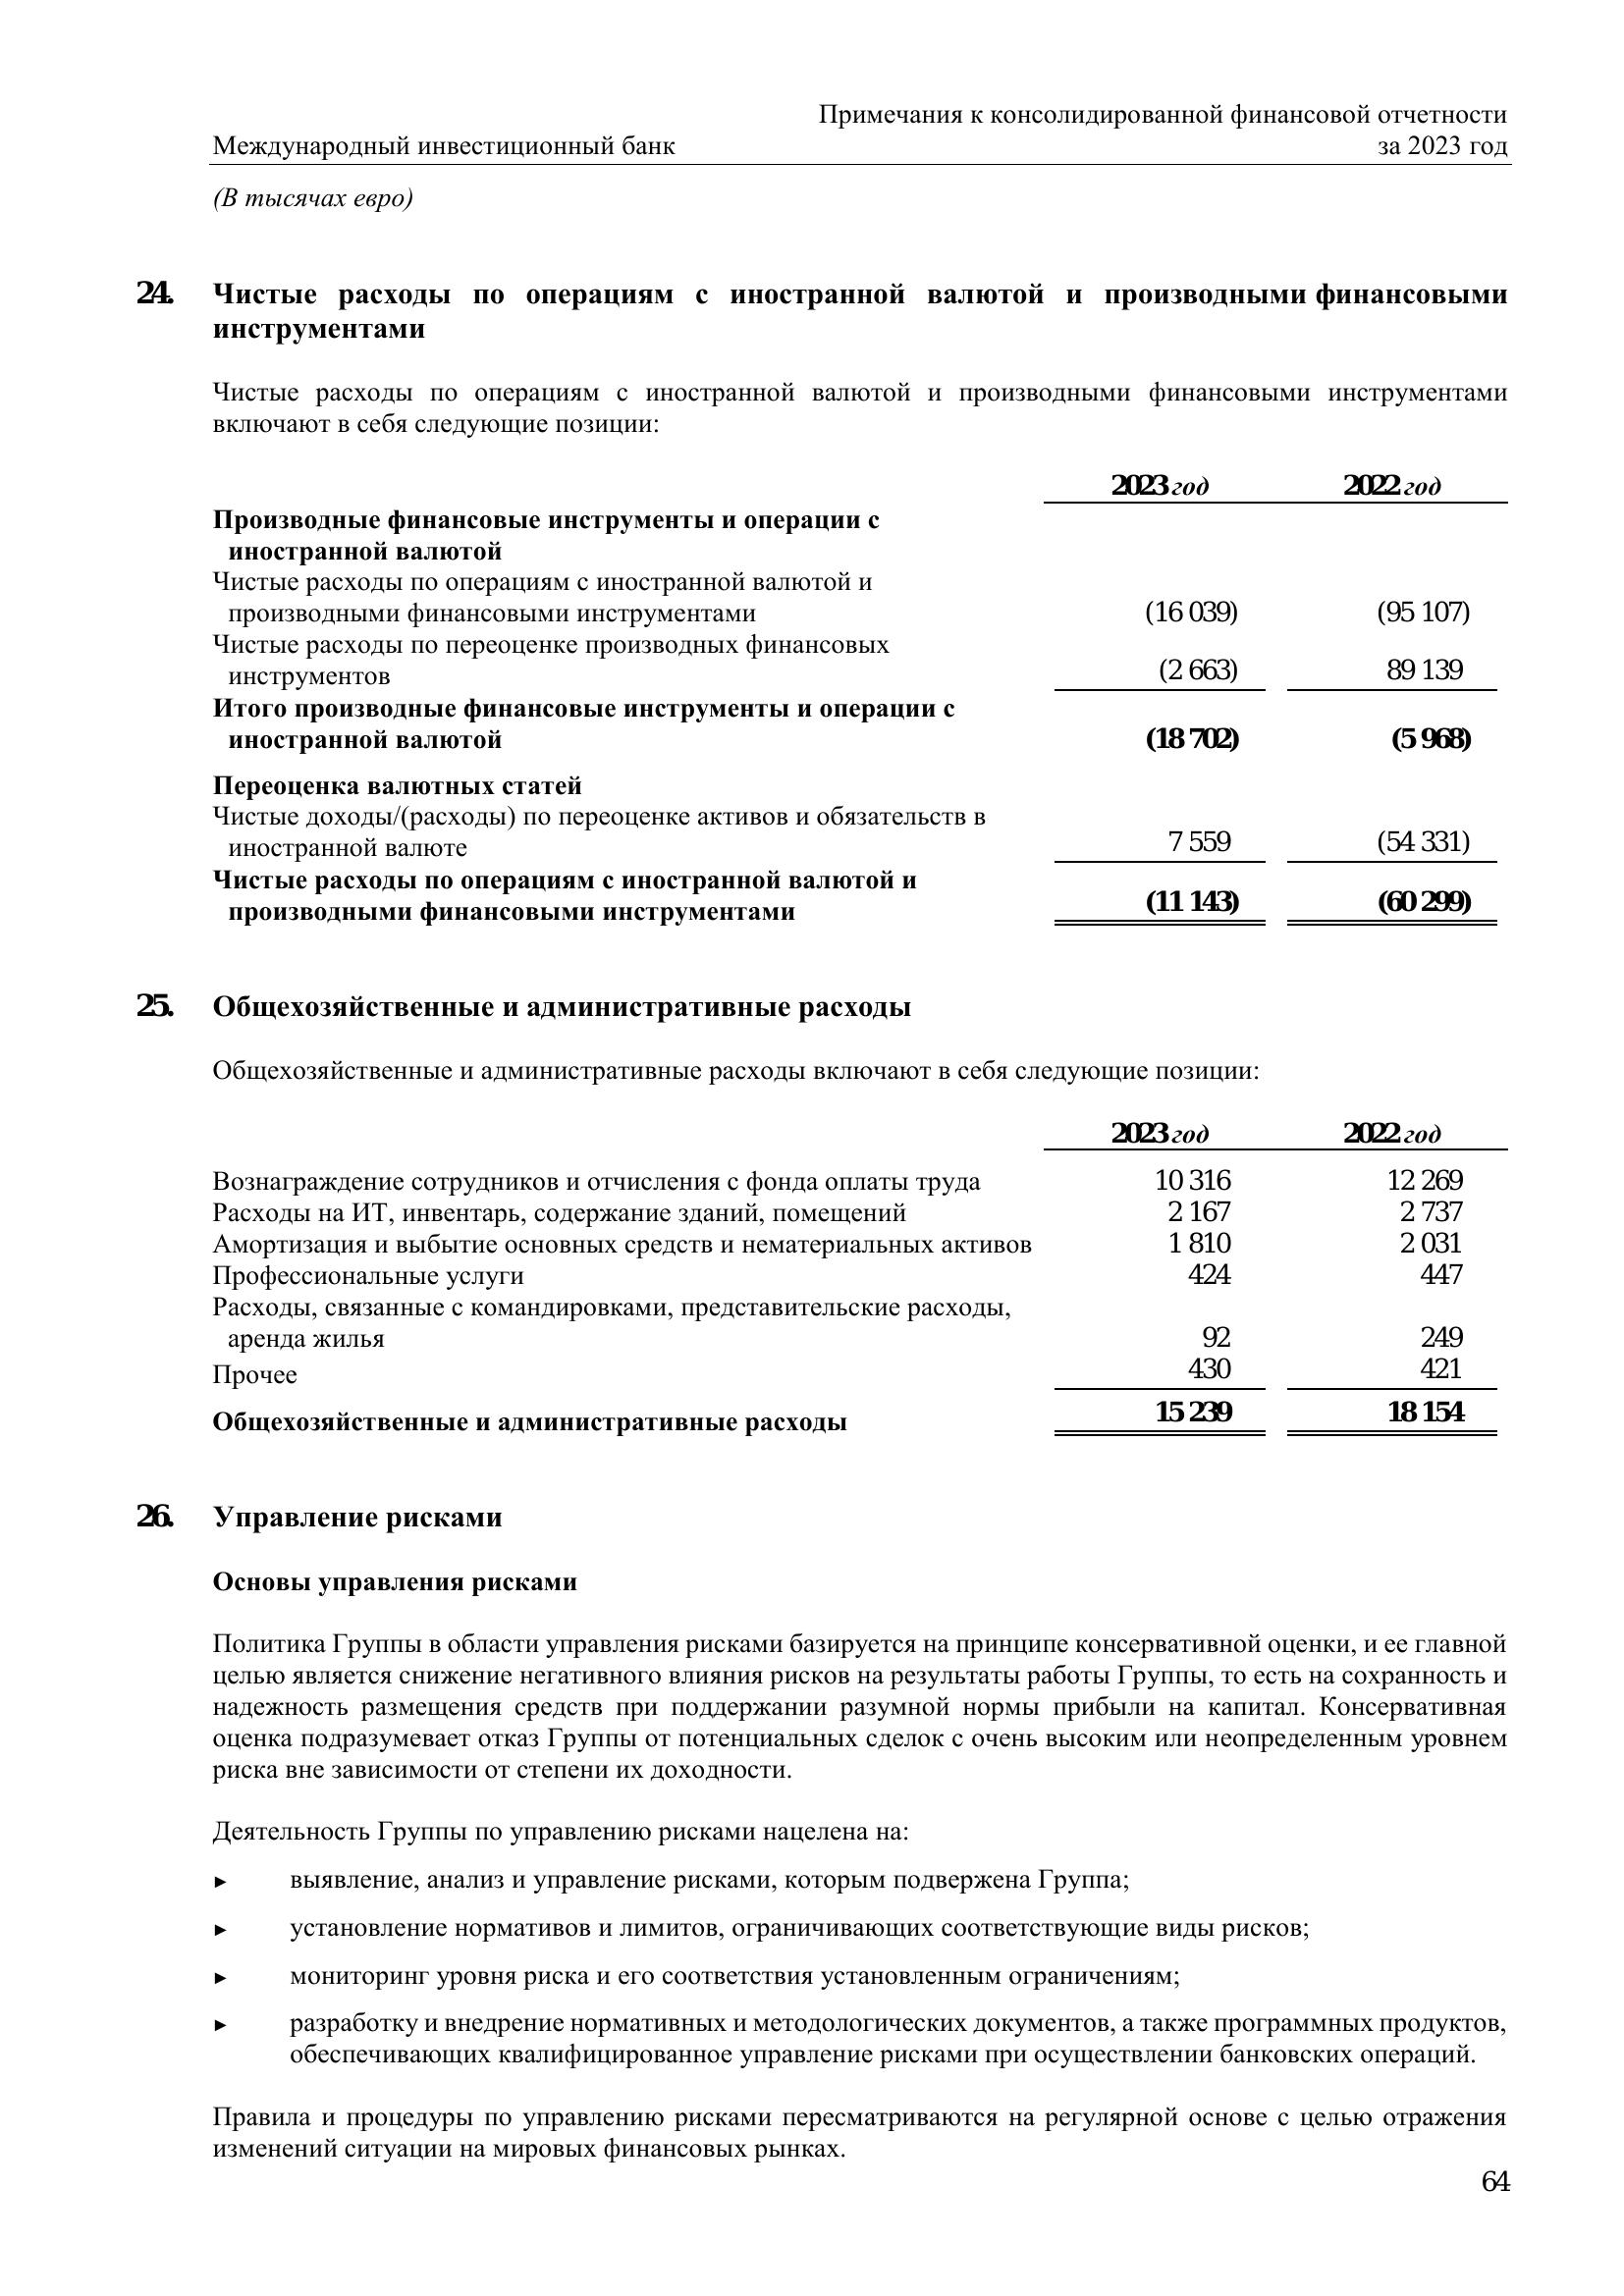 Примечания к консолидированной финансовой отчетности
Международный инвестиционный банк за 2023 год
(В тысячах евро)
24. Чистые расходы по операциям с иностранной валютой и производными финансовыми
инструментами
Чистые расходы по операциям с иностранной валютой и производными финансовыми инструментами
включают в себя следующие позиции:
2023 год 2022 год
Производные финансовые инструменты и операции с
иностранной валютой
Чистые расходы по операциям с иностранной валютой и
производными финансовыми инструментами (16 039) (95 107)
Чистые расходы по переоценке производных финансовых
инструментов (2 663) 89 139
Итого производные финансовые инструменты и операции с
иностранной валютой (18 702) (5 968)
Переоценка валютных статей
Чистые доходы/(расходы) по переоценке активов и обязательств в
иностранной валюте 7 559 (54 331)
Чистые расходы по операциям с иностранной валютой и
производными финансовыми инструментами (11 143) (60 299)
25. Общехозяйственные и административные расходы
Общехозяйственные и административные расходы включают в себя следующие позиции:
2023 год 2022 год
Вознаграждение сотрудников и отчисления с фонда оплаты труда 10 316 12 269
Расходы на ИТ, инвентарь, содержание зданий, помещений 2 167 2 737
Амортизация и выбытие основных средств и нематериальных активов 1 810 2 031
Профессиональные услуги 424 447
Расходы, связанные с командировками, представительские расходы,
аренда жилья 92 249
Прочее 430 421
Общехозяйственные и административные расходы 15 239 18 154
26. Управление рисками
Основы управления рисками
Политика Группы в области управления рисками базируется на принципе консервативной оценки, и ее главной
целью является снижение негативного влияния рисков на результаты работы Группы, то есть на сохранность и
надежность размещения средств при поддержании разумной нормы прибыли на капитал. Консервативная
оценка подразумевает отказ Группы от потенциальных сделок с очень высоким или неопределенным уровнем
риска вне зависимости от степени их доходности.
Деятельность Группы по управлению рисками нацелена на:
► выявление, анализ и управление рисками, которым подвержена Группа;
► установление нормативов и лимитов, ограничивающих соответствующие виды рисков;
► мониторинг уровня риска и его соответствия установленным ограничениям;
► разработку и внедрение нормативных и методологических документов, а также программных продуктов,
обеспечивающих квалифицированное управление рисками при осуществлении банковских операций.
Правила и процедуры по управлению рисками пересматриваются на регулярной основе с целью отражения
изменений ситуации на мировых финансовых рынках.
64